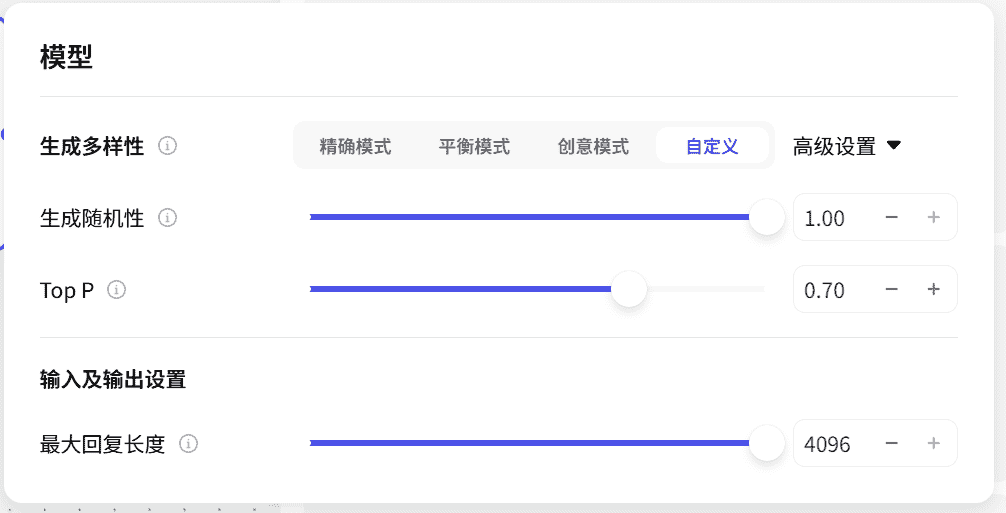 模型
生成多样性 精确模式 平衡模式 创意模式 自定义 高级设置
生成随机性 1.00 − +
Top P 0.70 − +
输入及输出设置
最大回复长度 4096 − +